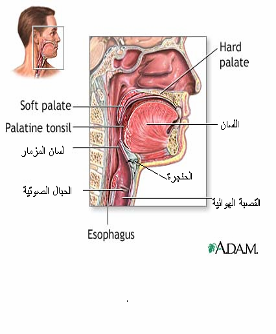 Hard
palate
Soft palate
Palatine tonsil
اللسان
لسان المزمار
الحنجرة
الحبال الصوتية
القصبة الهوائية
Esophagus
A.D.A.M.